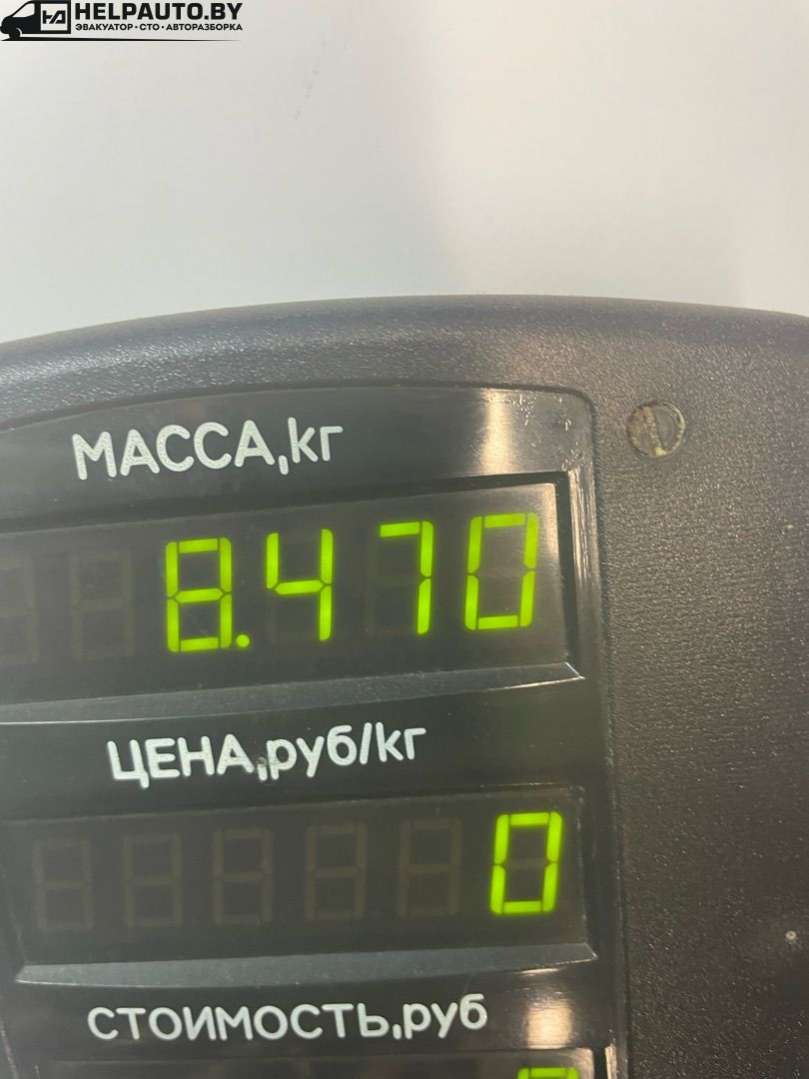 HELPAUTO.BY
ЭВАКУАТОР • СТО • АВТОРАЗБОРКА
МАССА,кг
8.470
ЦЕНА,руб/кг
0
СТОИМОСТЬ,руб